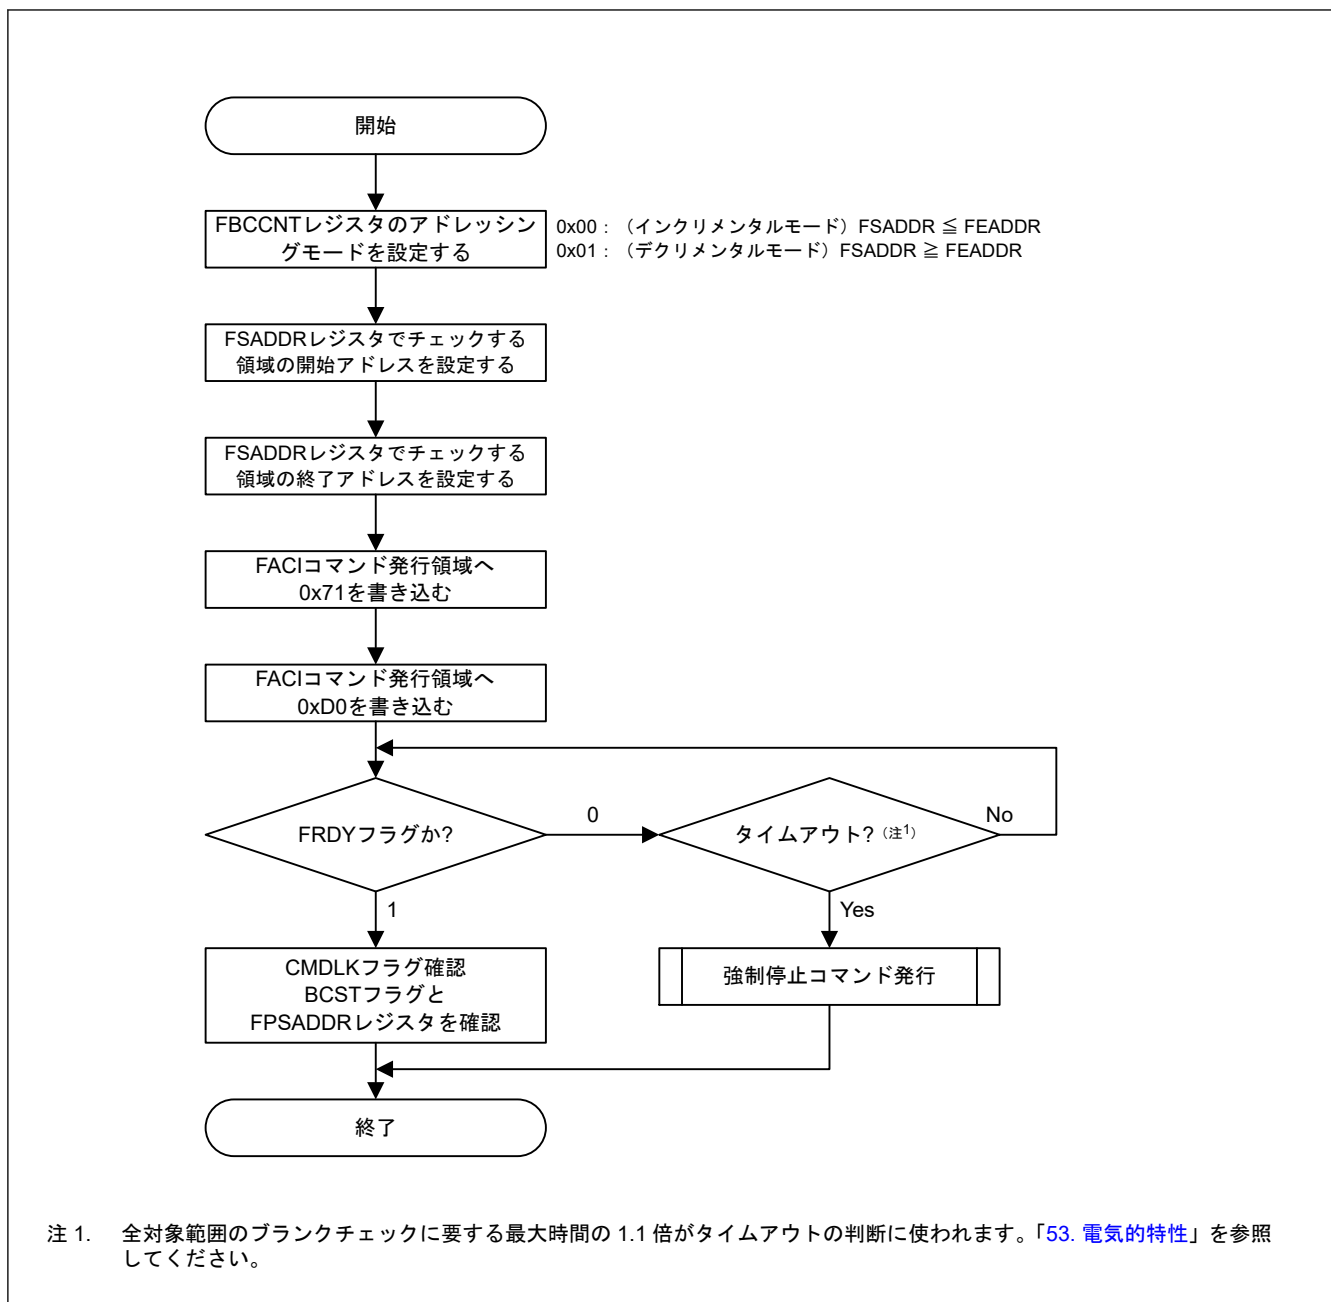 開始
FBCCNTレジスタのアドレッシン
グモードを設定する
0x00： （インクリメンタルモード）FSADDR ≦ FEADDR
0x01： （デクリメンタルモード）FSADDR ≧ FEADDR
FSADDRレジスタでチェックする
領域の開始アドレスを設定する
FSADDRレジスタでチェックする
領域の終了アドレスを設定する
FACIコマンド発行領域へ
0x71を書き込む
FACIコマンド発行領域へ
0xD0を書き込む
FRDYフラグか?
0
タイムアウト?（注1）
No
1
Yes
CMDLKフラグ確認
BCSTフラグと
FPSADDRレジスタを確認
強制停止コマンド発行
終了
注 1. 全対象範囲のブランクチェックに要する最大時間の 1.1 倍がタイムアウトの判断に使われます。「53. 電気的特性」を参照
してください。